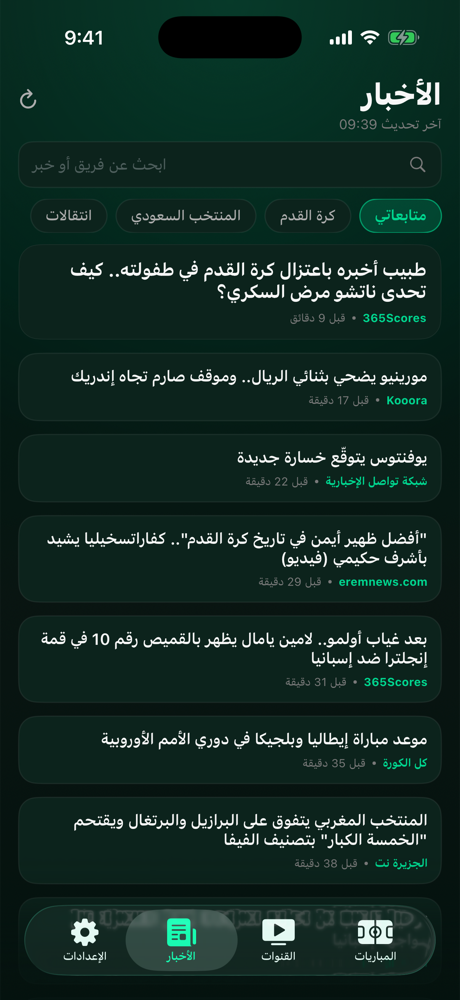 9:41
الأخبار
آخر تحديث 09:39
ابحث عن فريق أو خبر
متابعاتي
كرة القدم
المنتخب السعودي
انتقالات
طبيب أخبره باعتزال كرة القدم في طفولته.. كيف
تحدى ناتشو مرض السكري؟
365Scores • قبل 9 دقائق
مورينيو يضحي بثنائي الريال.. وموقف صارم تجاه إندريك
Kooora • قبل 17 دقيقة
يوفنتوس يتوقّع خسارة جديدة
شبكة تواصل الإخبارية • قبل 22 دقيقة
"أفضل ظهير أيمن في تاريخ كرة القدم".. كفاراتسخيليا يشيد
بأشرف حكيمي (فيديو)
eremnews.com • قبل 29 دقيقة
بعد غياب أولمو.. لامين يامال يظهر بالقميص رقم 10 في قمة
إنجلترا ضد إسبانيا
365Scores • قبل 31 دقيقة
موعد مباراة إيطاليا وبلجيكا في دوري الأمم الأوروبية
كل الكورة • قبل 35 دقيقة
المنتخب المغربي يتفوق على البرازيل والبرتغال ويقتحم
"الخمسة الكبار" بتصنيف الفيفا
الجزيرة نت • قبل 38 دقيقة
المباريات
القنوات
الأخبار
الإعدادات